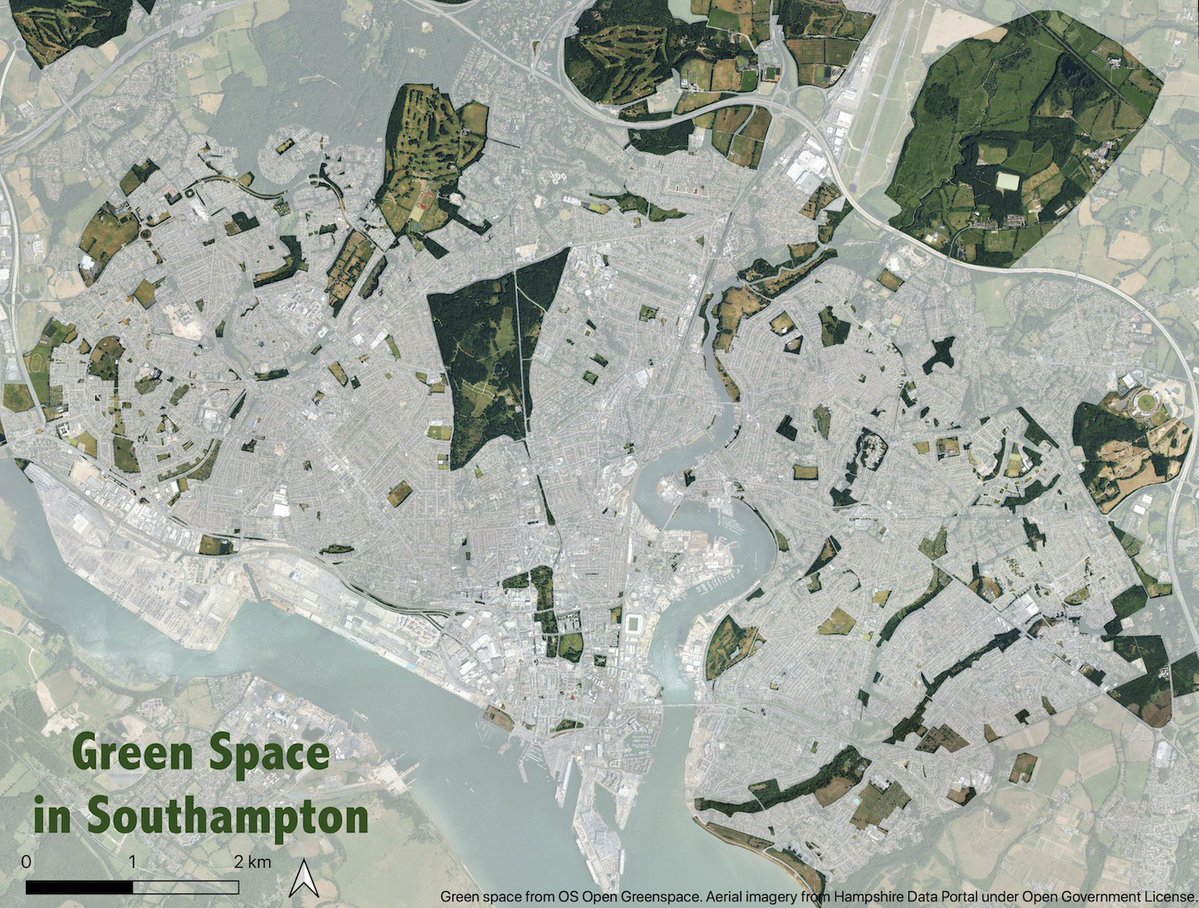 Green Space
in Southampton
0 1 2 km
Green space from OS Open Greenspace. Aerial imagery from Hampshire Data Portal under Open Government License.